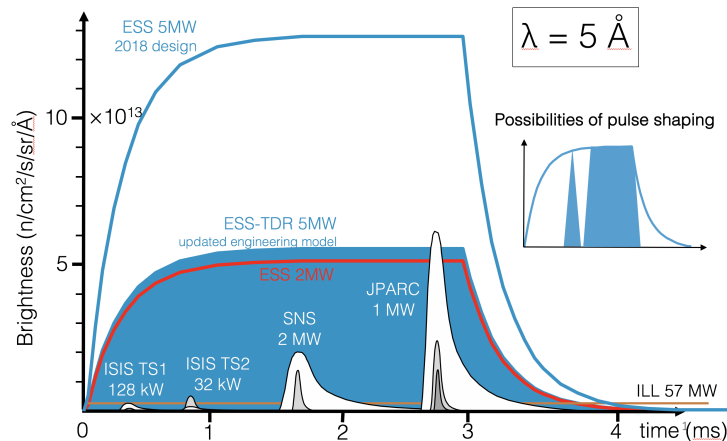 ESS 5MW
2018 design
λ = 5 Å
×10¹³
10
Possibilities of pulse shaping
Brightness (n/cm²/s/sr/Å)
ESS-TDR 5MW
updated engineering model
ESS 2MW
5
JPARC
1 MW
SNS
2 MW
ISIS TS1
128 kW
ISIS TS2
32 kW
ILL 57 MW
0
1
2
3
4
time (ms)